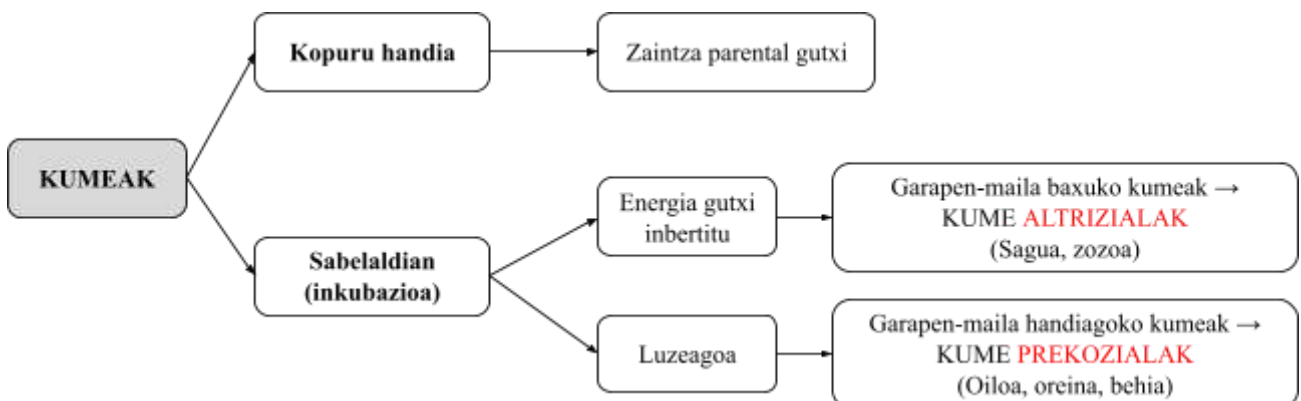 Kopuru handia
Zaintza parental gutxi
KUMEAK
Sabelaldian
(inkubazioa)
Energia gutxi
inbertitu
Garapen-maila baxuko kumeak →
KUME ALTRIZIALAK
(Sagua, zozoa)
Luzeagoa
Garapen-maila handiagoko kumeak →
KUME PREKOZIALAK
(Oiloa, oreina, behia)